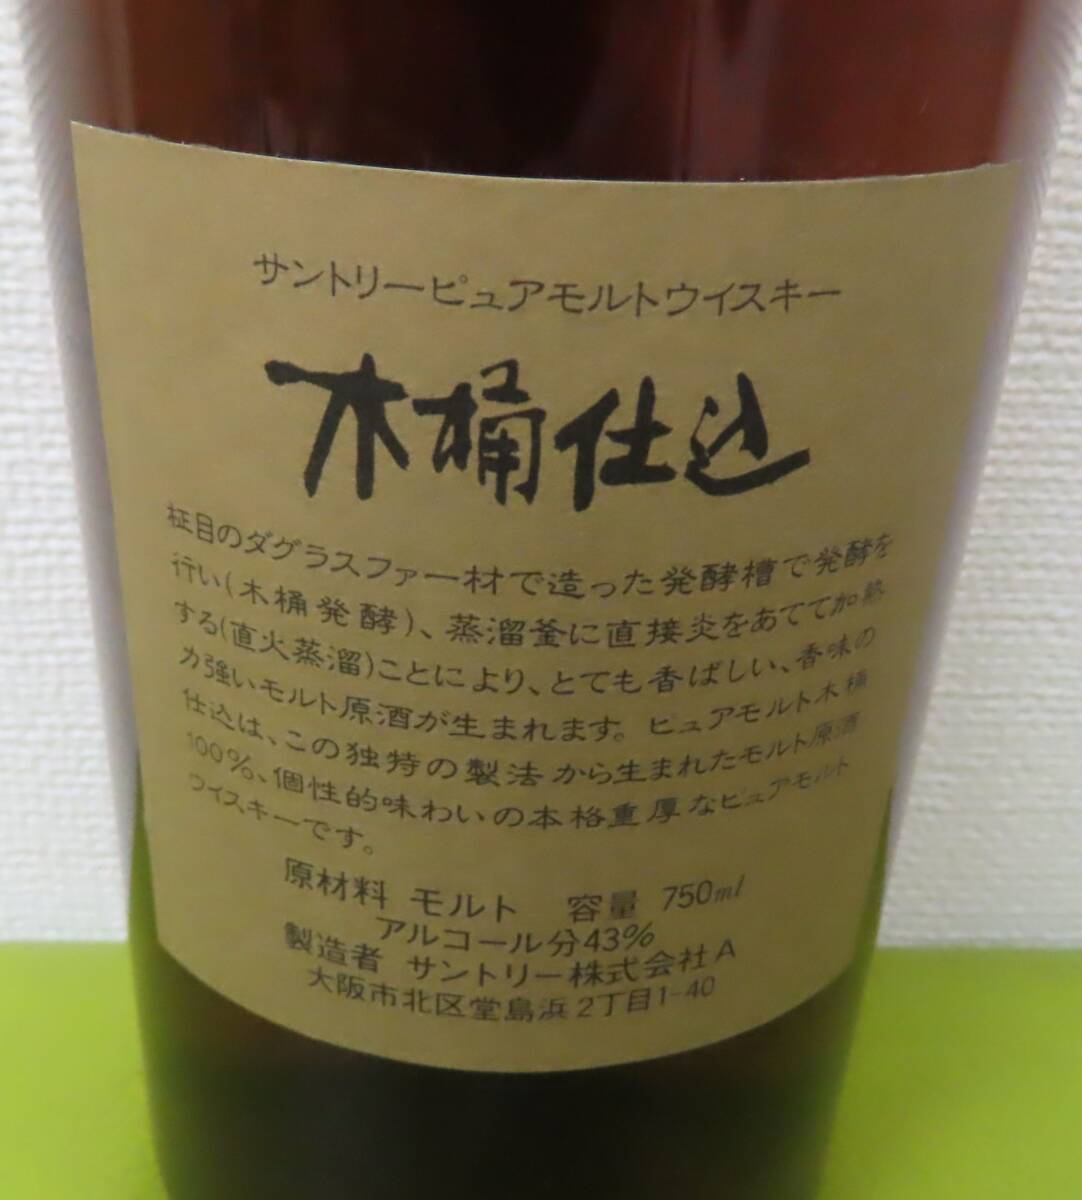 サントリーピュアモルトウイスキー
木桶仕込
柾目のダグラスファー材で造った発酵槽で発酵を
行い(木桶発酵)、蒸溜釜に直接炎をあてて加熱
する(直火蒸溜)ことにより、とても香ばしい、香味の
力強いモルト原酒が生まれます。ピュアモルト木桶
仕込は、この独特の製法から生まれたモルト原酒
100%、個性的味わいの本格重厚なピュアモルト
ウイスキーです。
原材料 モルト 容量 750ml
アルコール分43%
製造者 サントリー株式会社A
大阪市北区堂島浜2丁目1-40